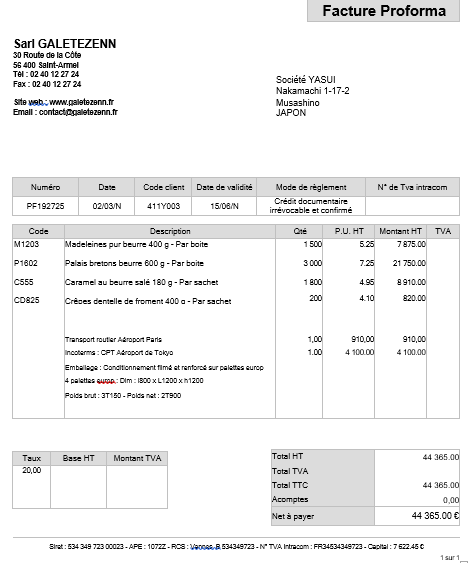 Facture Proforma
Sarl GALETEZENN
30 Route de la Côte
56 400 Saint-Armel
Tél : 02 40 12 27 24
Fax : 02 40 12 27 24
Site web : www.galetezenn.fr
Email : contact@galetezenn.fr
Société YASUI
Nakamachi 1-17-2
Musashino
JAPON
Numéro Date Code client Date de validité Mode de règlement N° de Tva intracom
PF192725 02/03/N 411Y003 15/06/N Crédit documentaire irrévocable et confirmé
Code Description Qté P.U. HT Montant HT TVA
M1203 Madeleines pur beurre 400 g - Par boite 1 500 5.25 7 875.00
P1602 Palais bretons beurre 600 g - Par boite 3 000 7.25 21 750.00
C555 Caramel au beurre salé 180 g - Par sachet 1 800 4.95 8 910.00
CD825 Crêpes dentelle de froment 400 g - Par sachet 200 4.10 820.00
Transport routier Aéroport Paris 1,00 910,00 910,00
Incoterms : CPT Aéroport de Tokyo 1.00 4 100.00 4 100.00
Emballage : Conditionnement filmé et renforcé sur palettes europ
4 palettes europ : Dim : l800 x L1200 x h1200
Poids brut : 3T150 - Poids net : 2T900
Taux Base HT Montant TVA
20,00
Total HT 44 365.00
Total TVA
Total TTC 44 365.00
Acomptes 0,00
Net à payer 44 365.00 €
Siret : 534 349 723 00023 - APE : 1072Z - RCS : Vannes B 534349723 - N° TVA Intracom : FR34534349723 - Capital : 7 622.45 €
1 sur 1